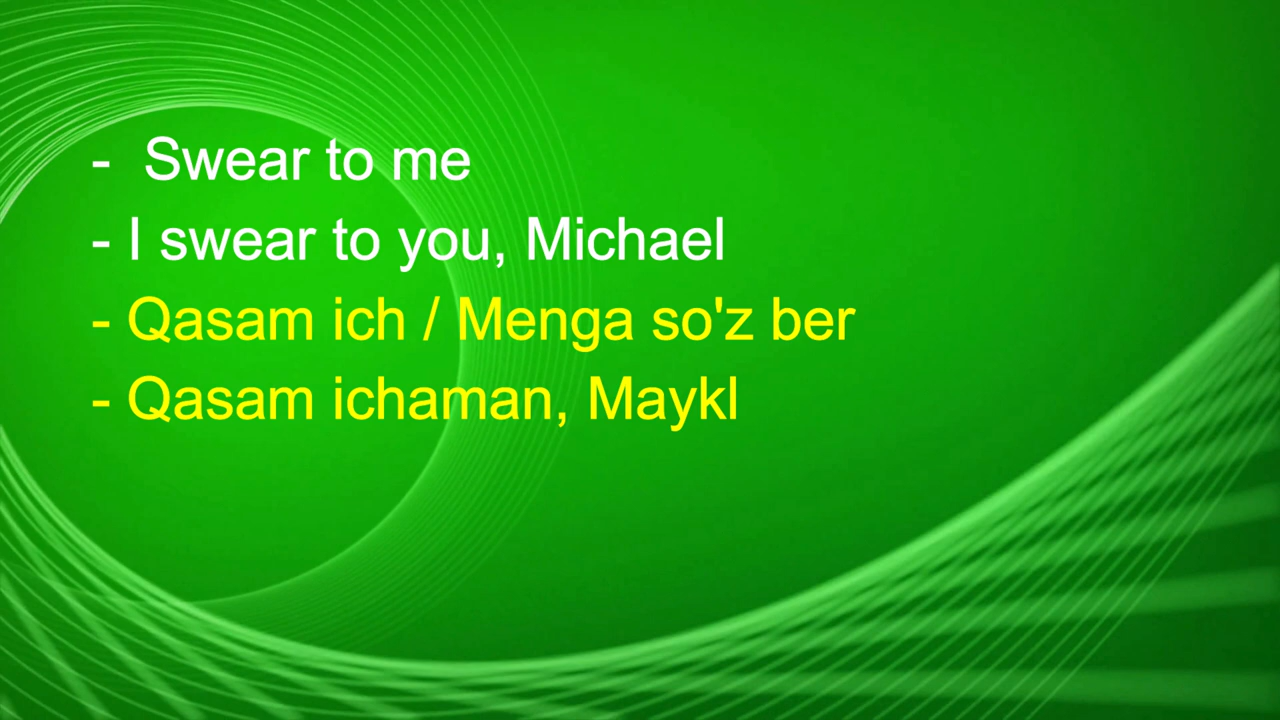 - Swear to me
- I swear to you, Michael
- Qasam ich / Menga so'z ber
- Qasam ichaman, Maykl